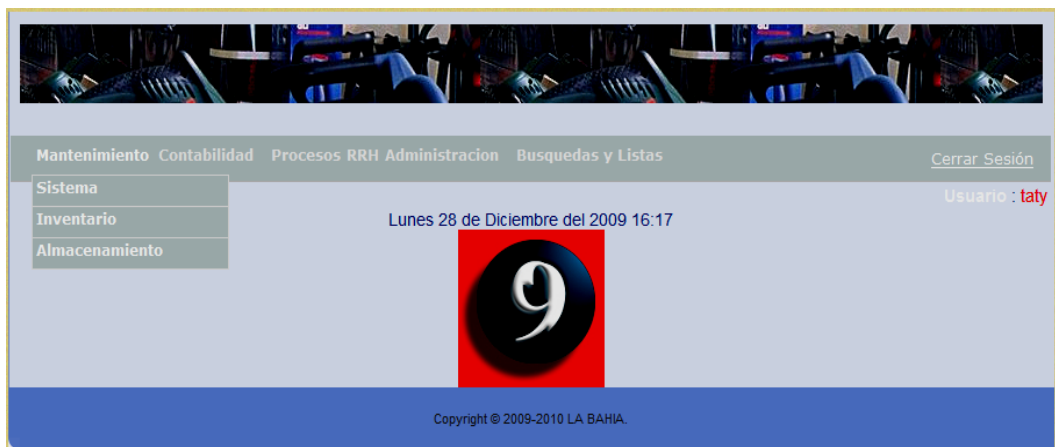 Mantenimiento Contabilidad Procesos RRH Administracion Busquedas y Listas Cerrar Sesión
Sistema
Usuario : taty
Inventario
Lunes 28 de Diciembre del 2009 16:17
Almacenamiento
9
Copyright © 2009-2010 LA BAHIA.